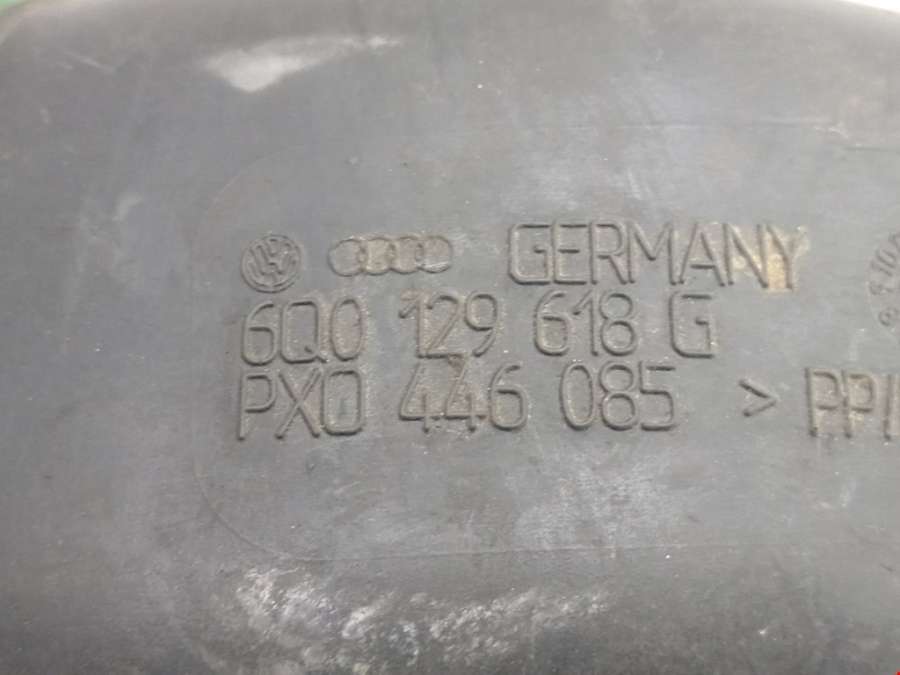 GERMANY
6Q0 129 618 G
PX0 446 085 > PP/